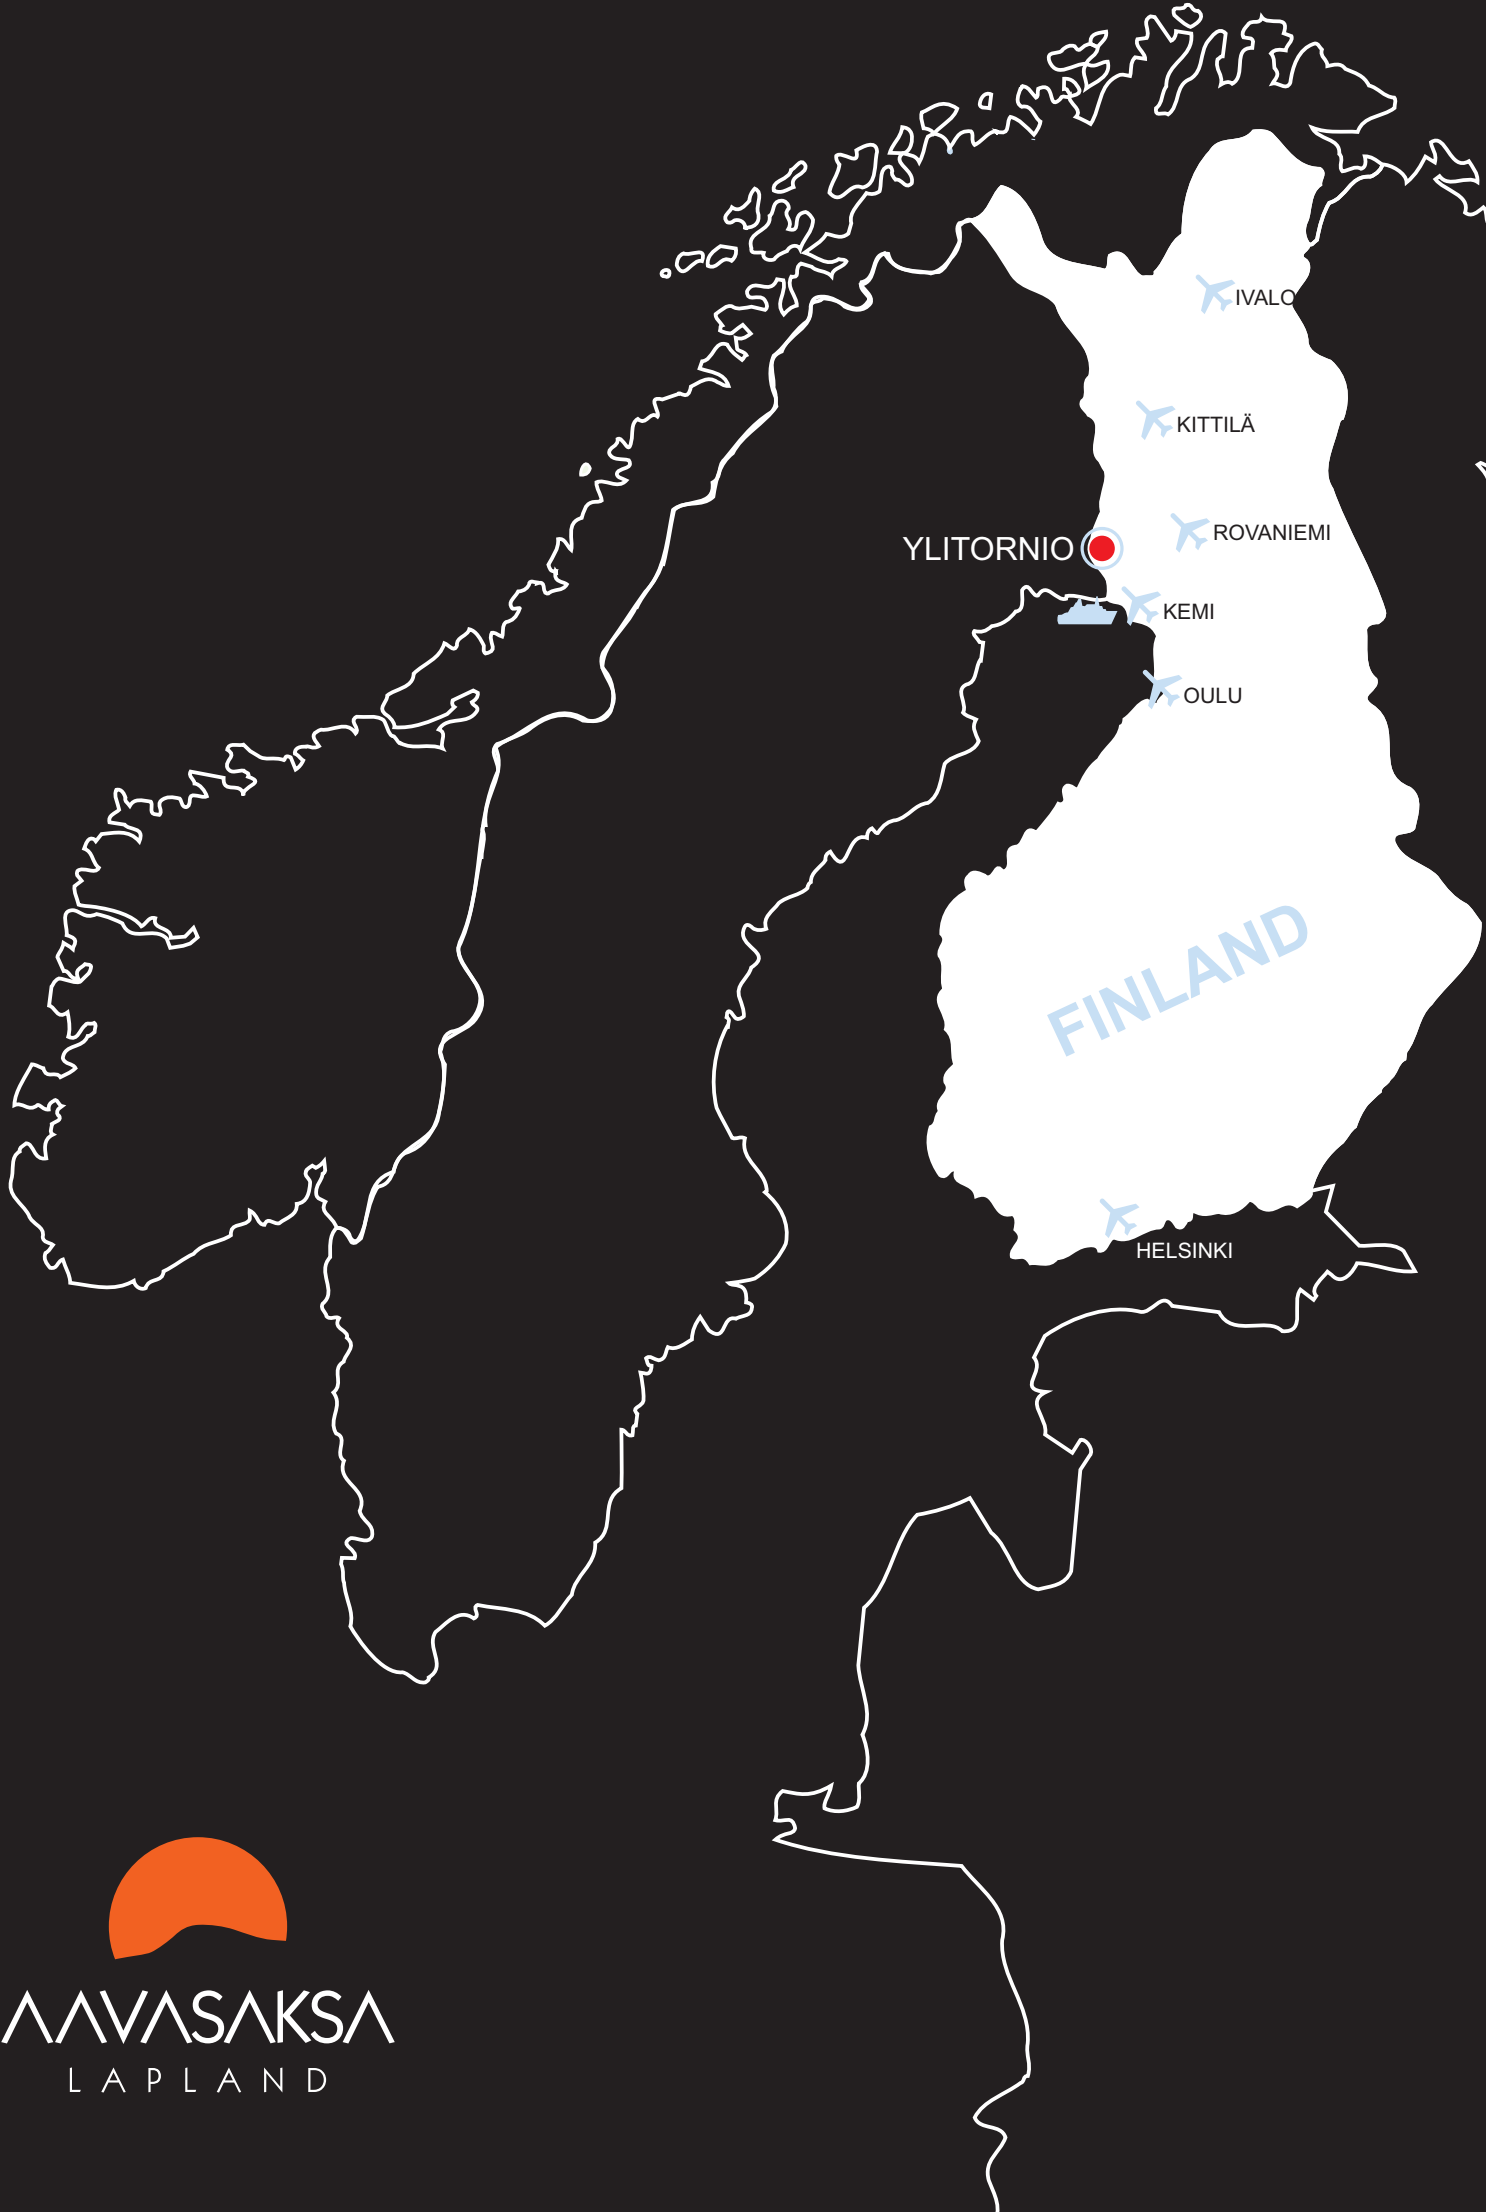 IVALO
KITTILÄ
ROVANIEMI
YLITORNIO
KEMI
OULU
FINLAND
HELSINKI
AAVASAKSA
LAPLAND